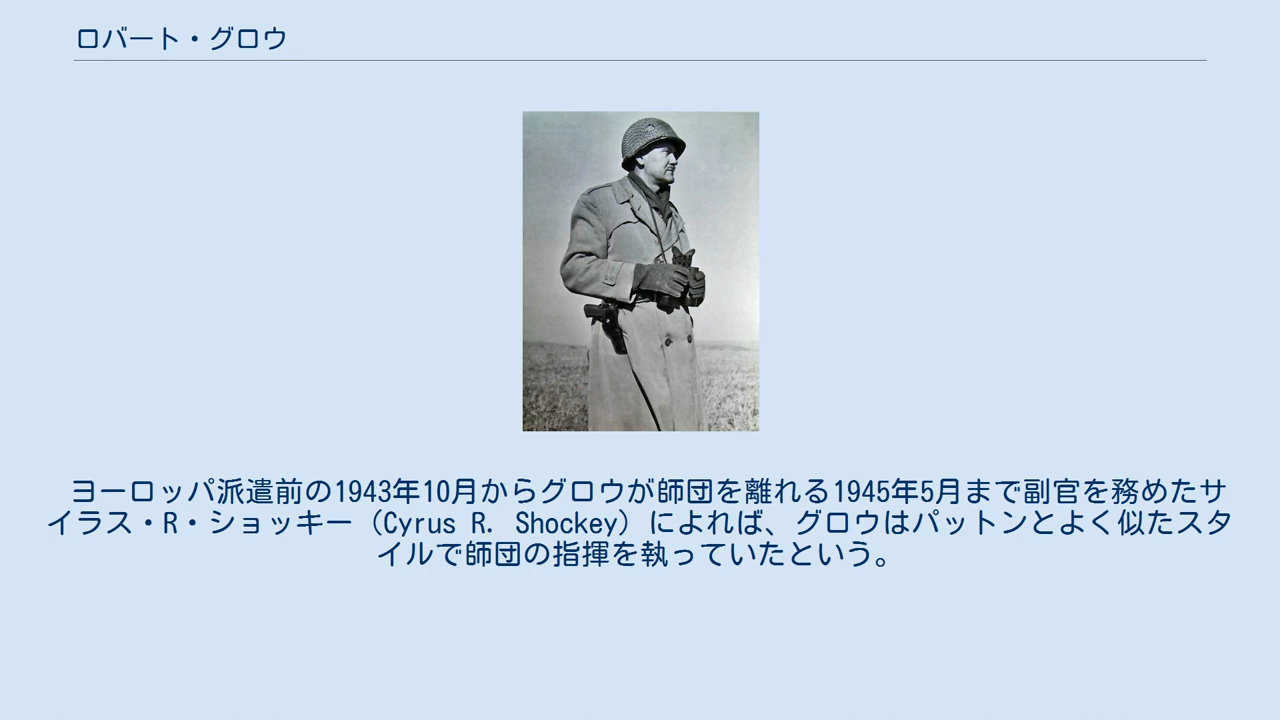 ロバート・グロウ
ヨーロッパ派遣前の1943年10月からグロウが師団を離れる1945年5月まで副官を務めたサ
イラス・R・ショッキー（Cyrus R. Shockey）によれば、グロウはパットンとよく似たスタ
イルで師団の指揮を執っていたという。